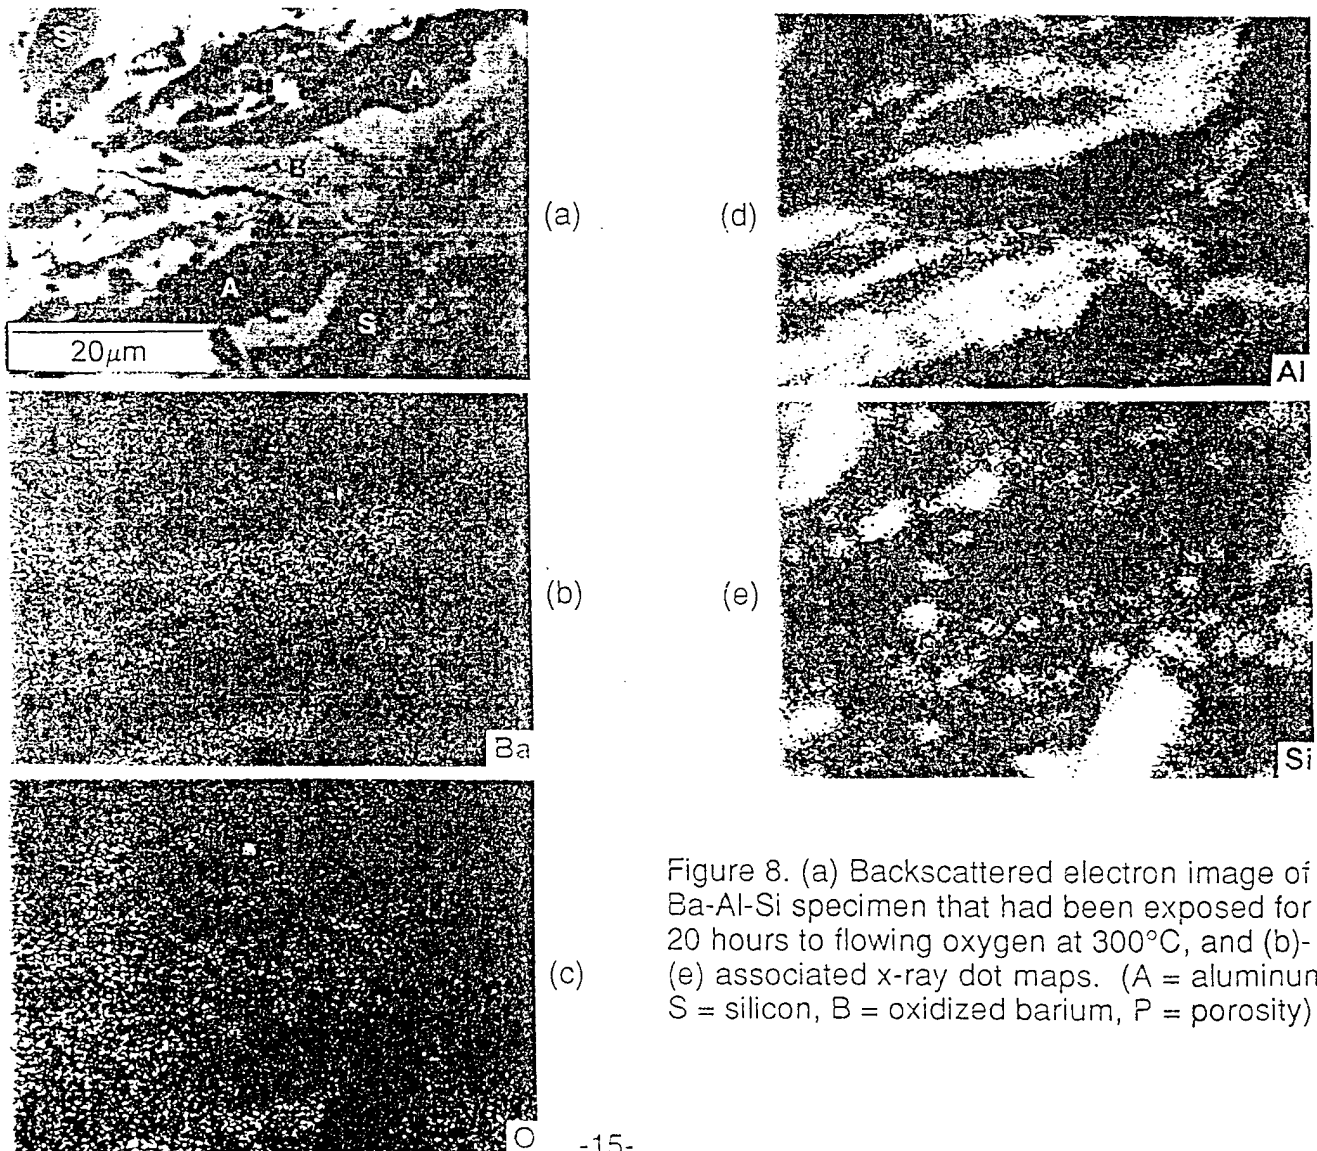 S
P
A
B
A
S
20μm
(a)
(d)
Al
Ba
(b)
(e)
Si
O
(c)
Figure 8. (a) Backscattered electron image of
Ba-Al-Si specimen that had been exposed for
20 hours to flowing oxygen at 300°C, and (b)-
(e) associated x-ray dot maps. (A = aluminum
S = silicon, B = oxidized barium, P = porosity)
-15-